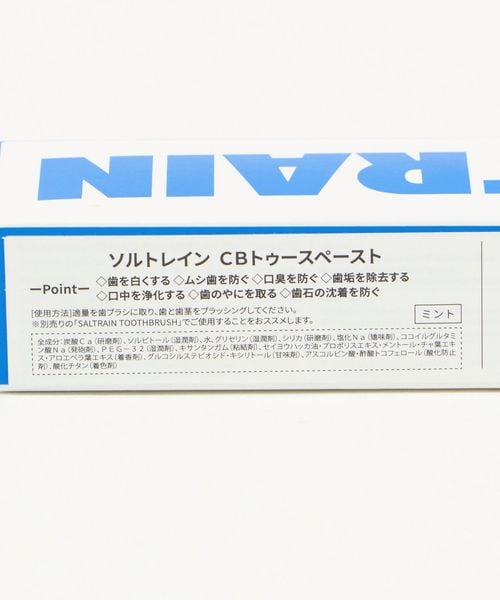 TRAIN
ソルトレイン CBトゥースペースト
ーPointー
◇歯を白くする ◇ムシ歯を防ぐ ◇口臭を防ぐ ◇歯垢を除去する
◇口中を浄化する ◇歯のやにを取る ◇歯石の沈着を防ぐ
[使用方法]適量を歯ブラシに取り、歯と歯茎をブラッシングしてください。
※別売りの「SALTRAIN TOOTHBRUSH」でご使用することをおススメします。
ミント
全成分：炭酸Ca（研磨剤）、ソルビトール（湿潤剤）、水、グリセリン（湿潤剤）、シリカ（研磨剤）、塩化Na（矯味剤）、ココイルグルタミ
ン酸Na（発砲剤）、PEG－32（湿潤剤）、キサンタンガム（粘結剤）、セイヨウハッカ油・プロポリスエキス・メントール・チャ葉エキ
ス・アロエベラ葉エキス（着香剤）、グルコシルステビオシド・キシリトール（甘味剤）、アスコルビン酸・酢酸トコフェロール（酸化防止
剤）、酸化チタン（着色剤）